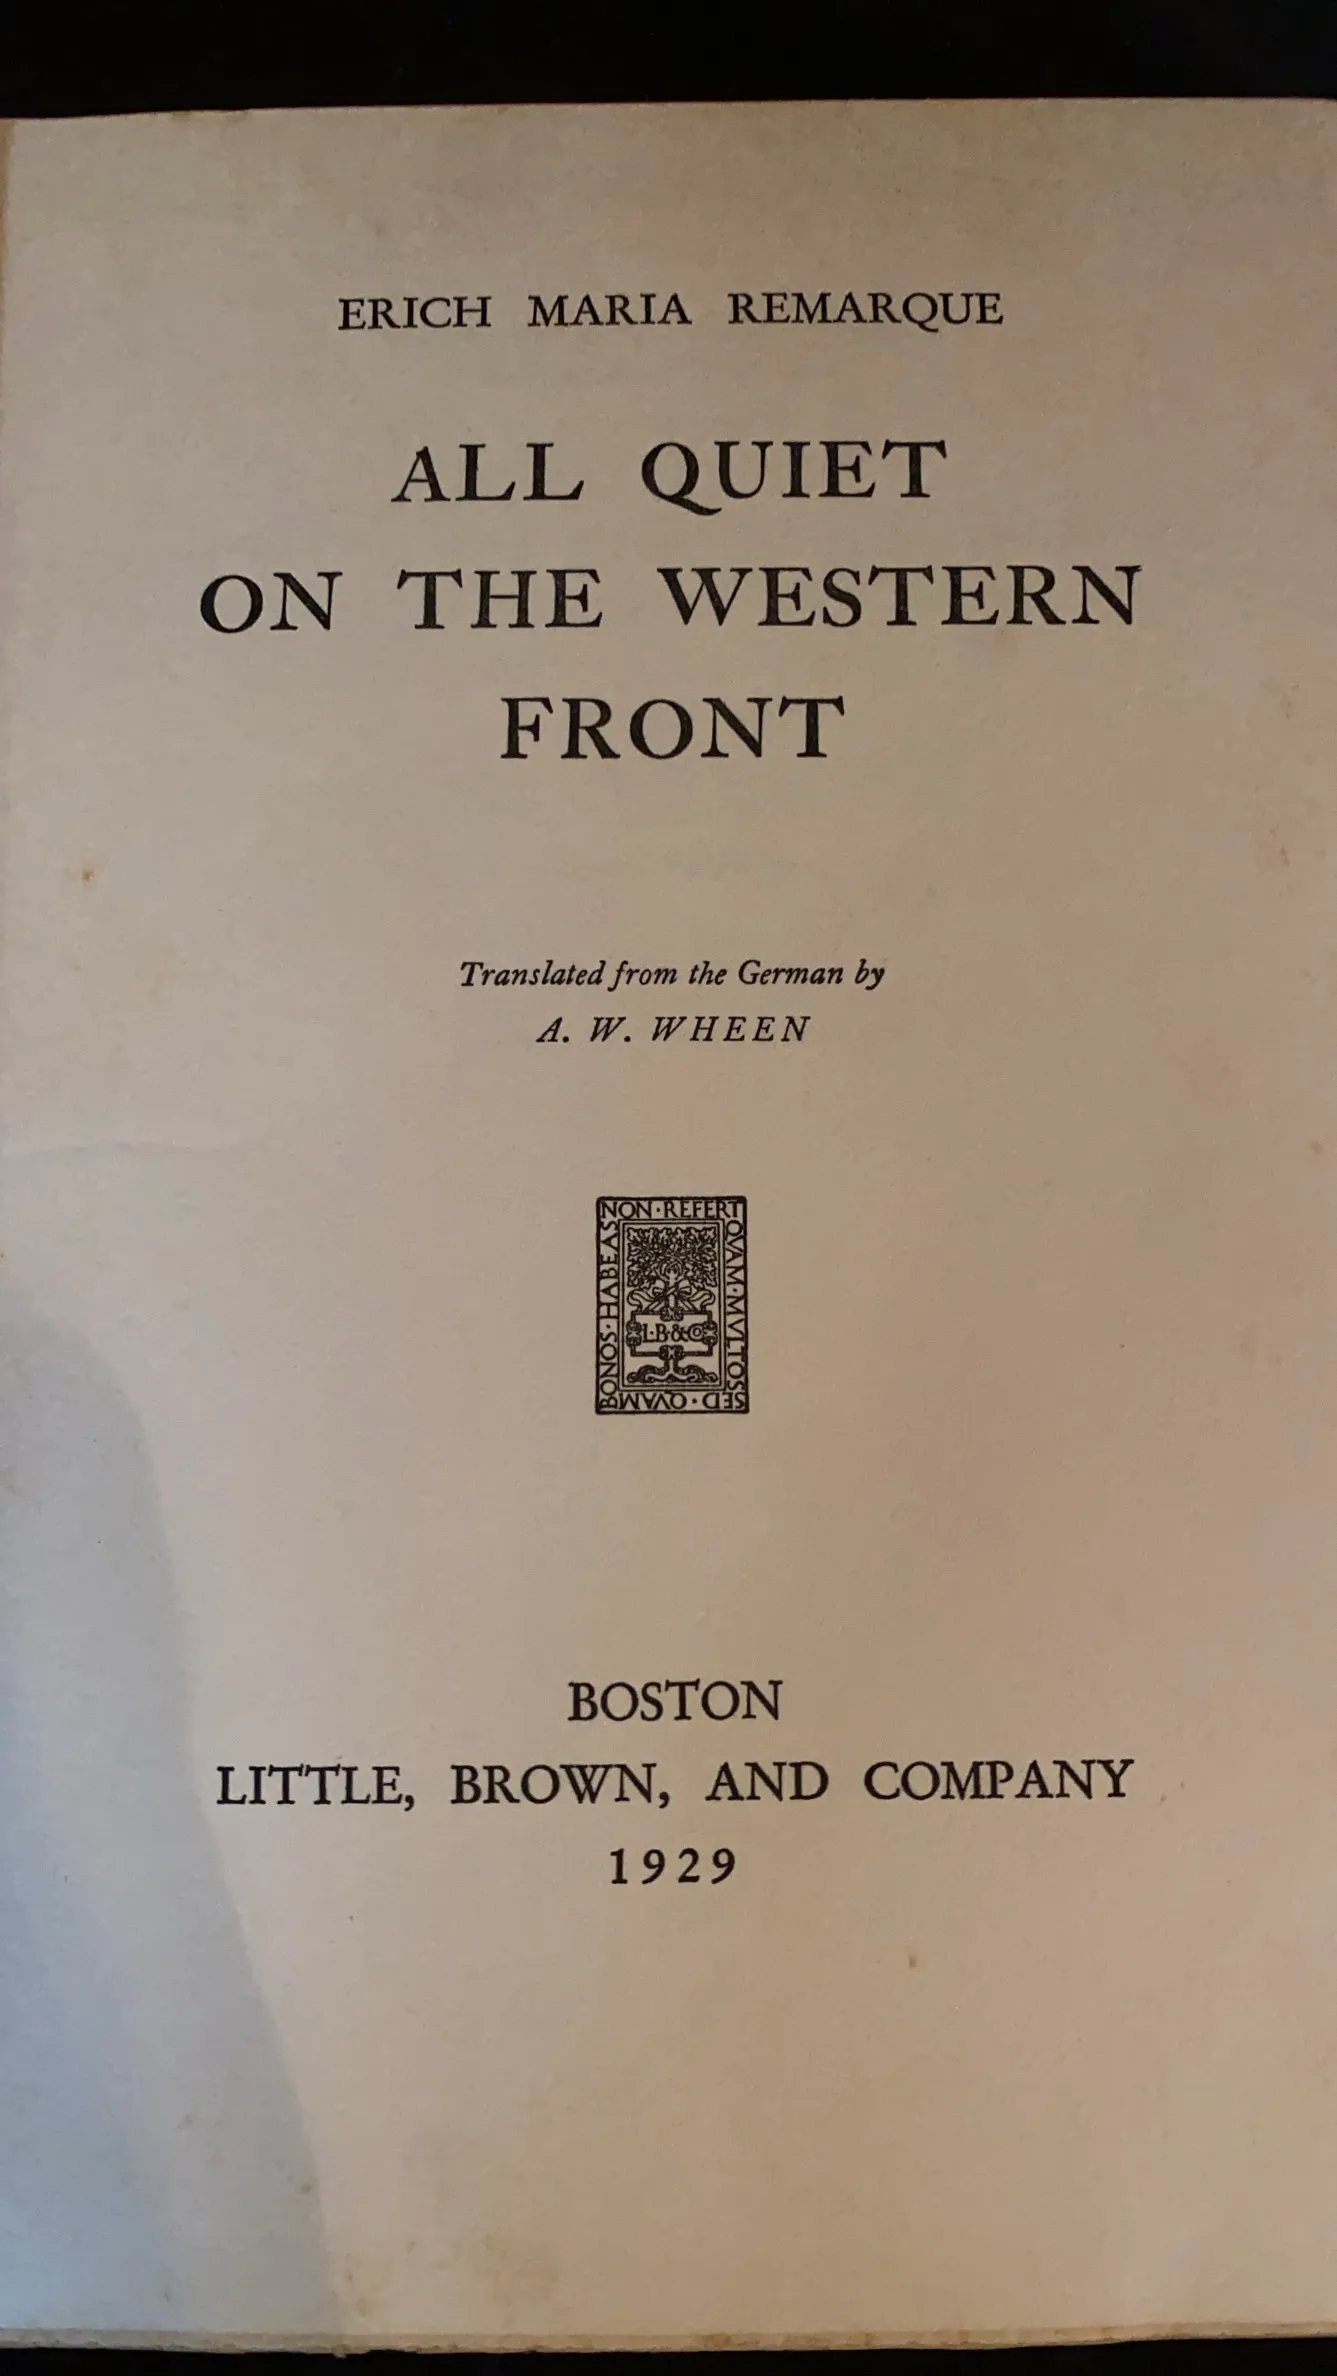 ERICH MARIA REMARQUE
ALL QUIET
ON THE WESTERN
FRONT
Translated from the German by
A. W. WHEEN
NON·REFERT
QVAM·MVLTOS
SED·QVAM
BONOS·HABEAS
L·B·&Co
BOSTON
LITTLE, BROWN, AND COMPANY
1929